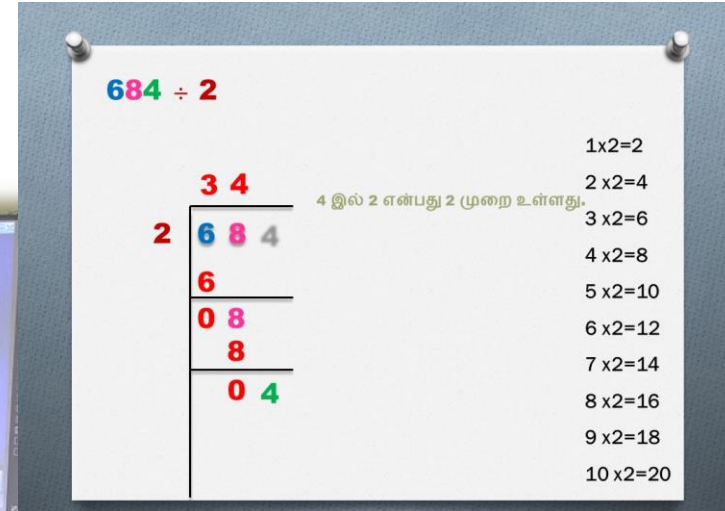 684 ÷ 2
3 4
4 இல் 2 என்பது 2 முறை உள்ளது.
2 6 8 4
6
0 8
8
0 4
1x2=2
2 x2=4
3 x2=6
4 x2=8
5 x2=10
6 x2=12
7 x2=14
8 x2=16
9 x2=18
10 x2=20